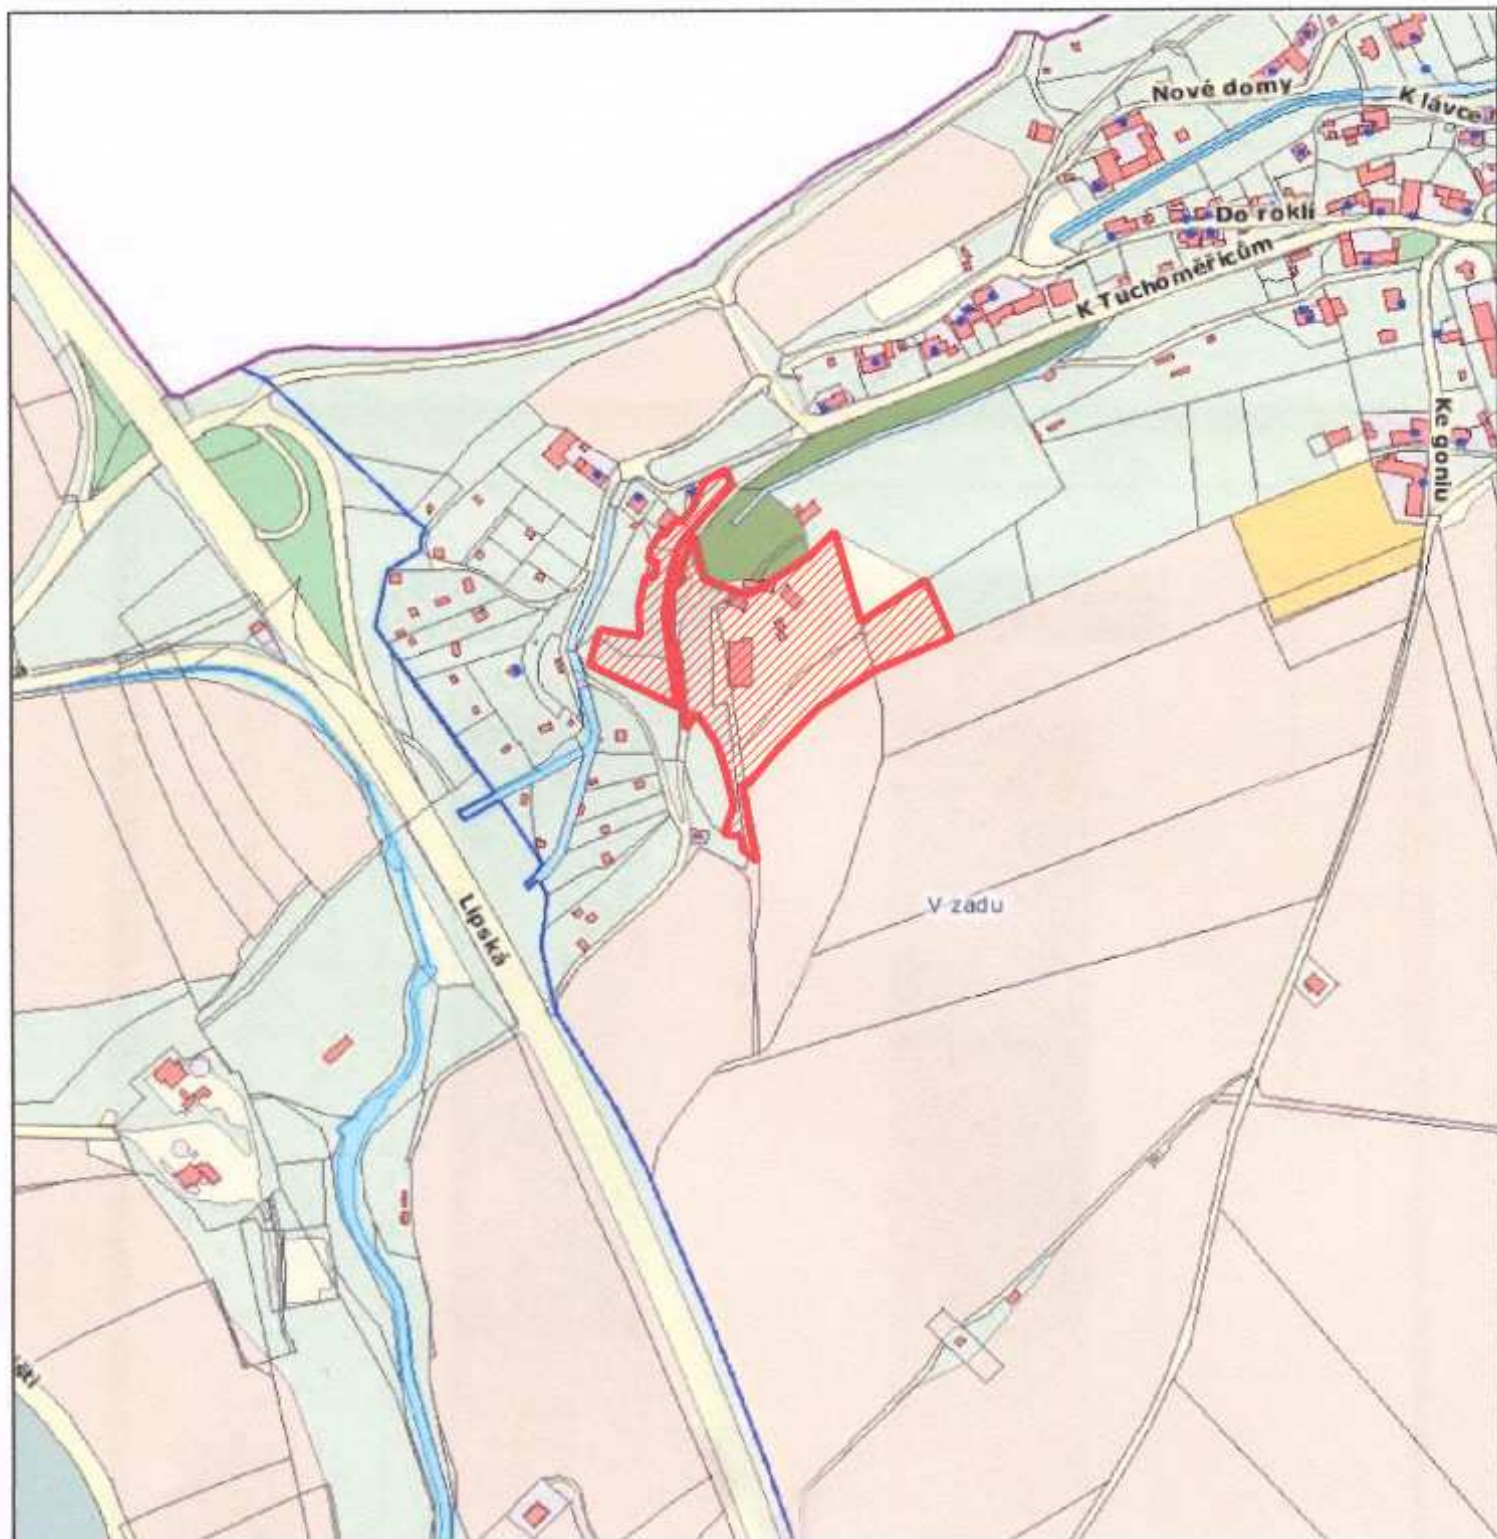 Nové domy
K lávce
Do roklí
K Tuchoměřicům
Ke goniu
Lipská
V zadu